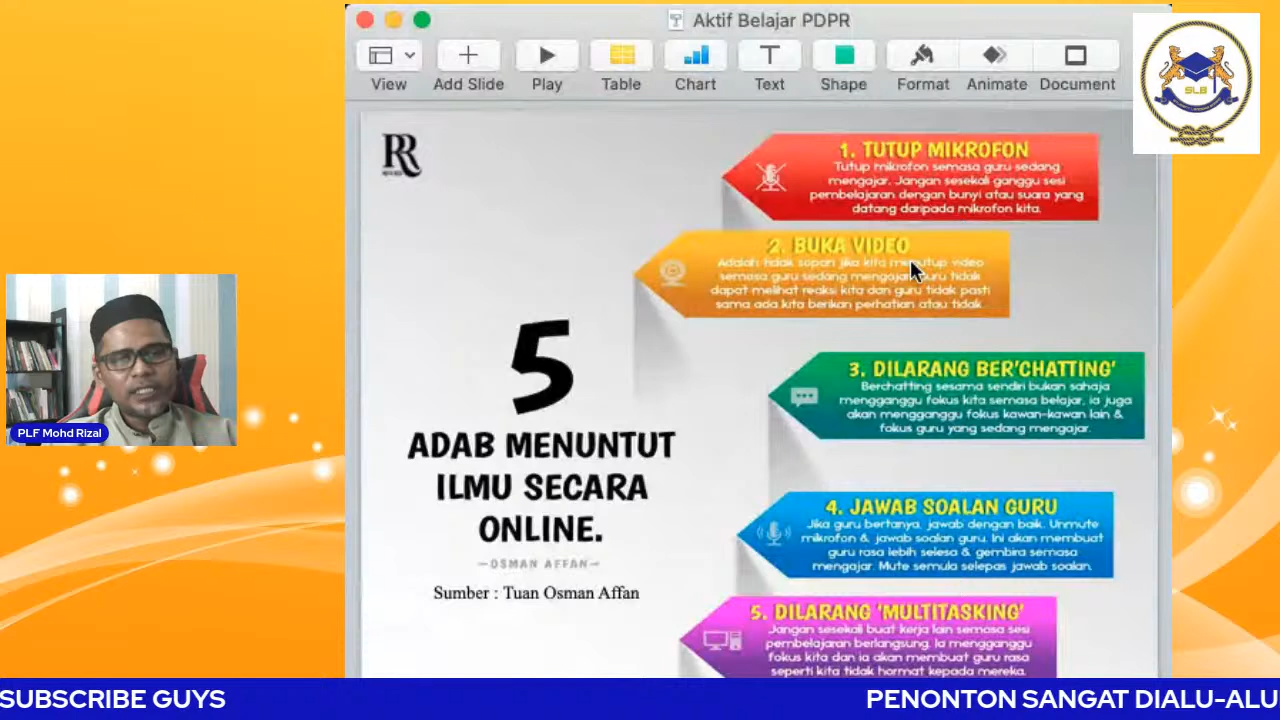 Aktif Belajar PDPR
View
Add Slide
Play
Table
Chart
Text
Shape
Format
Animate
Document
SLB
RR
1. TUTUP MIKROFON
Tutup mikrofon semasa guru sedang
mengajar. Jangan sesekali ganggu sesi
pembelajaran dengan bunyi atau suara yang
datang daripada mikrofon kita.
2. BUKA VIDEO
Adalah tidak sopan jika kita menutup video
semasa guru sedang mengajar. Guru tidak
dapat melihat reaksi kita dan guru tidak pasti
sama ada kita berikan perhatian atau tidak.
3. DILARANG BER'CHATTING'
Berchatting sesama sendiri bukan sahaja
mengganggu fokus kita semasa belajar, ia juga
akan mengganggu fokus kawan-kawan lain &
fokus guru yang sedang mengajar.
5
ADAB MENUNTUT
ILMU SECARA
ONLINE.
—OSMAN AFFAN—
Sumber : Tuan Osman Affan
4. JAWAB SOALAN GURU
Jika guru bertanya, jawab dengan baik. Unmute
mikrofon & jawab soalan guru. Ini akan membuat
guru rasa lebih selesa & gembira semasa
mengajar. Mute semula selepas jawab soalan.
5. DILARANG 'MULTITASKING'
Jangan sesekali buat kerja lain semasa sesi
pembelajaran berlangsung. Ia mengganggu
fokus kita dan ia akan membuat guru rasa
seperti kita tidak hormat kepada mereka.
PLF Mohd Rizal
SUBSCRIBE GUYS
PENONTON SANGAT DIALU-ALU